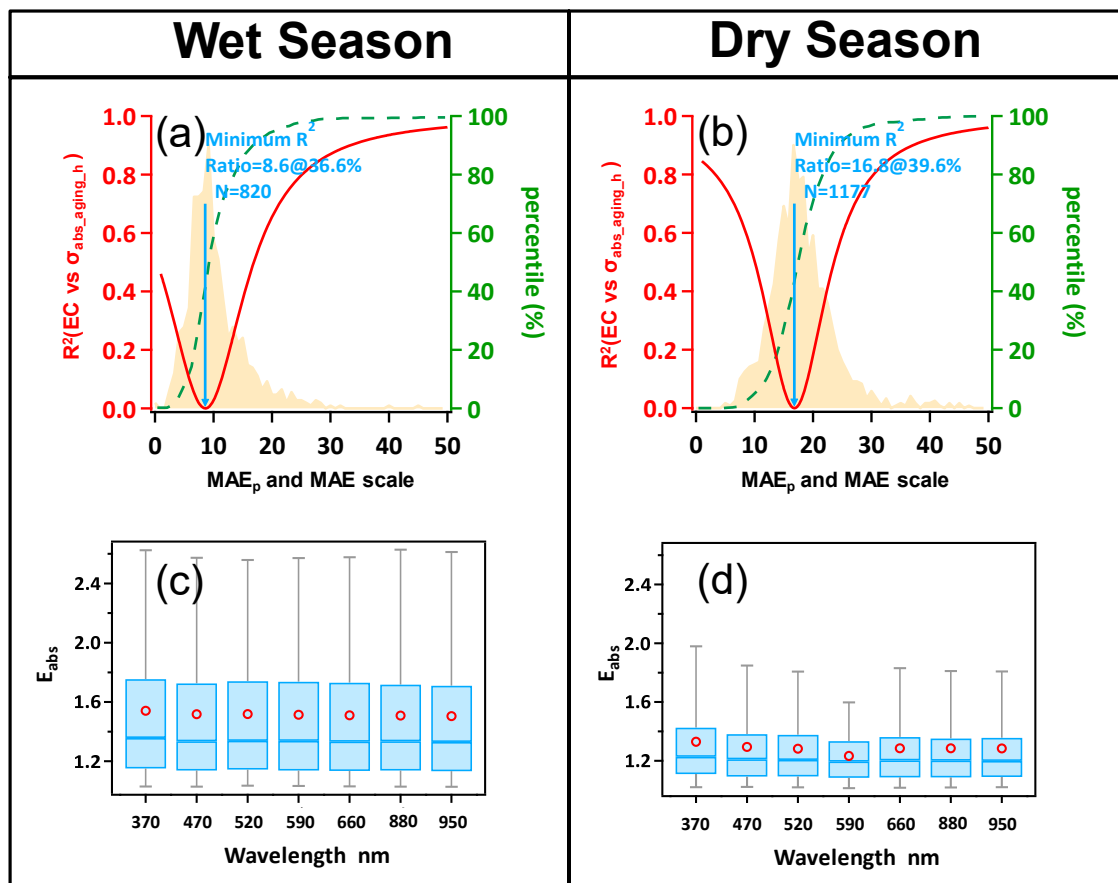 Wet Season
Dry Season
(a)
Minimum R²
Ratio=8.6@36.6%
N=820
R²(EC vs σabs_aging_h)
1.0
0.8
0.6
0.4
0.2
0.0
100
80
60
40
20
0
percentile (%)
0 10 20 30 40 50
MAEp and MAE scale
(b)
Minimum R²
Ratio=16.8@39.6%
N=1177
R²(EC vs σabs_aging_h)
1.0
0.8
0.6
0.4
0.2
0.0
100
80
60
40
20
0
percentile (%)
0 10 20 30 40 50
MAEp and MAE scale
(c)
Eabs
2.4
2.0
1.6
1.2
370 470 520 590 660 880 950
Wavelength nm
(d)
Eabs
2.4
2.0
1.6
1.2
370 470 520 590 660 880 950
Wavelength nm